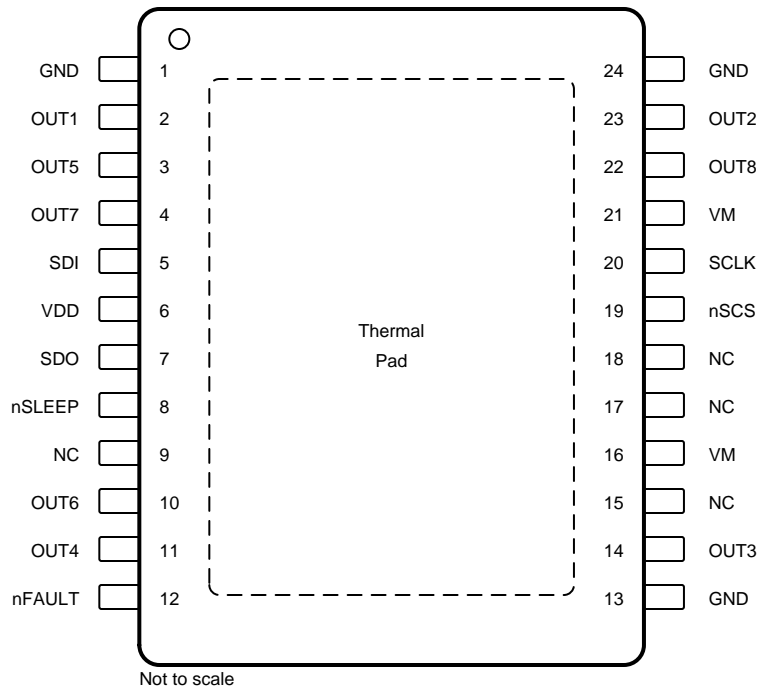 GND 1 24 GND
OUT1 2 23 OUT2
OUT5 3 22 OUT8
OUT7 4 21 VM
SDI 5 20 SCLK
VDD 6 19 nSCS
Thermal
SDO 7 18 NC
Pad
nSLEEP 8 17 NC
NC 9 16 VM
OUT6 10 15 NC
OUT4 11 14 OUT3
nFAULT 12 13 GND
Not to scale